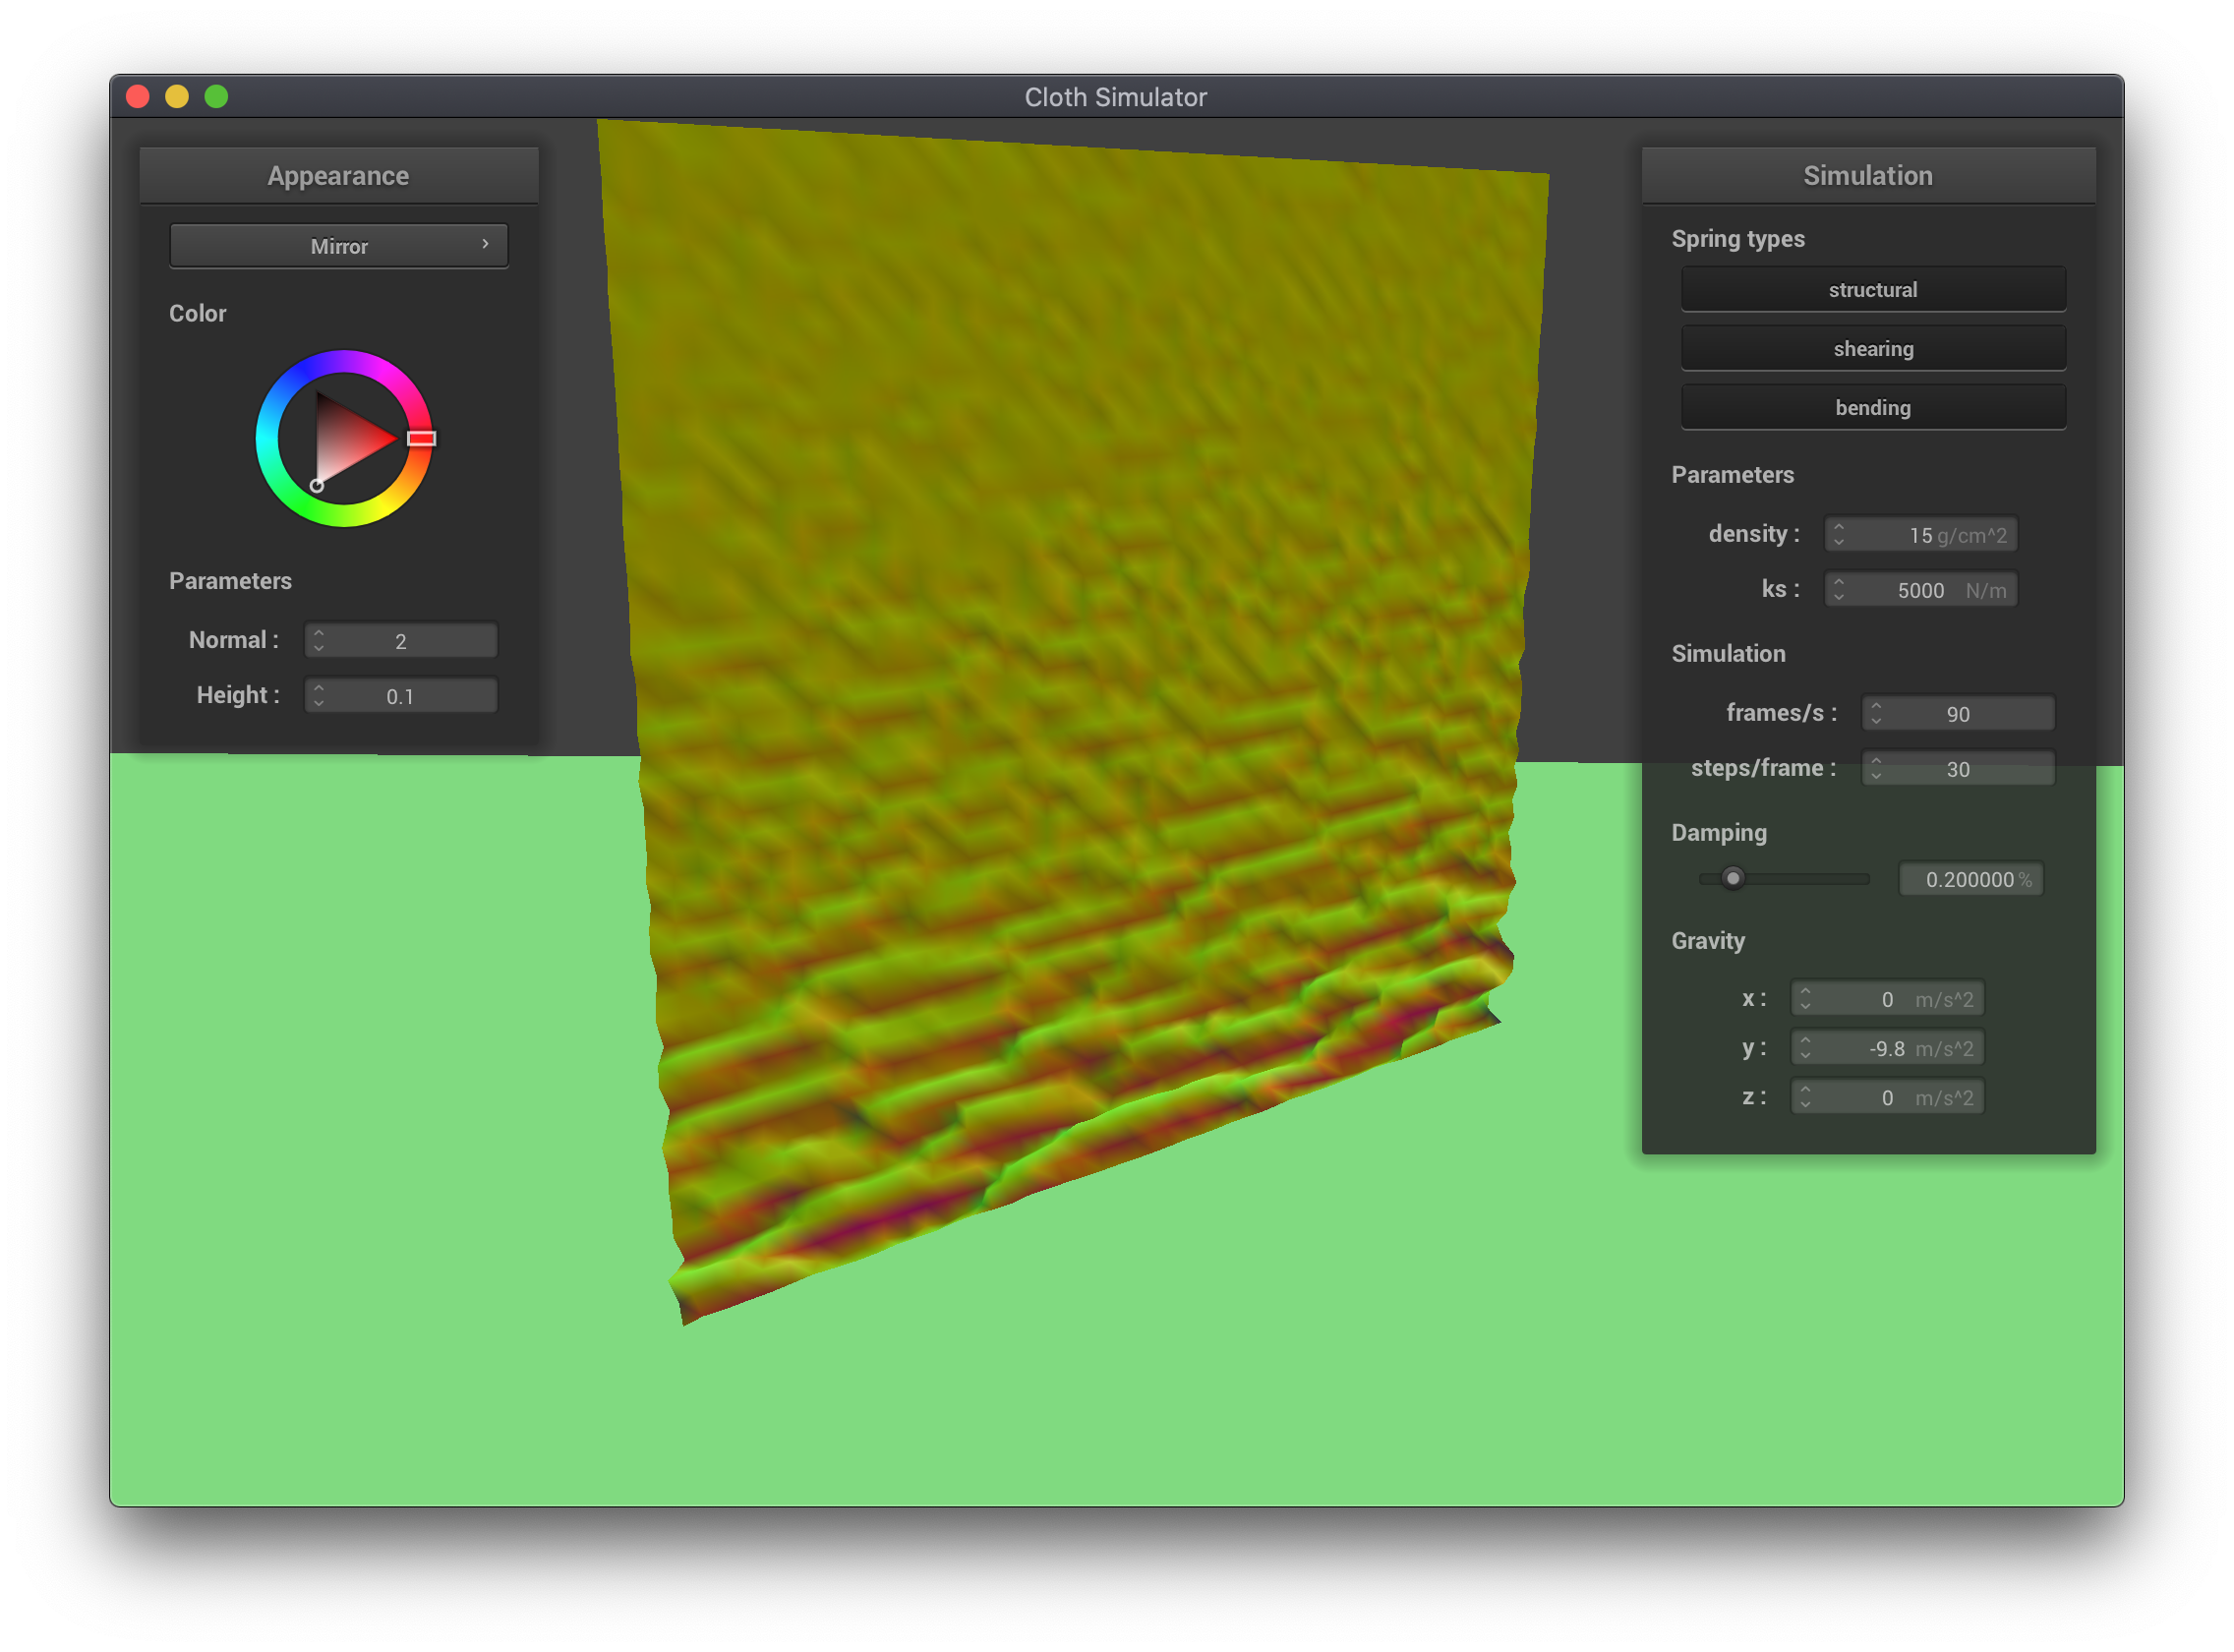 Cloth Simulator
Appearance
Mirror
Color
Parameters
Normal : 2
Height : 0.1
Simulation
Spring types
structural
shearing
bending
Parameters
density : 15 g/cm^2
ks : 5000 N/m
Simulation
frames/s : 90
steps/frame : 30
Damping
0.200000 %
Gravity
x : 0 m/s^2
y : -9.8 m/s^2
z : 0 m/s^2